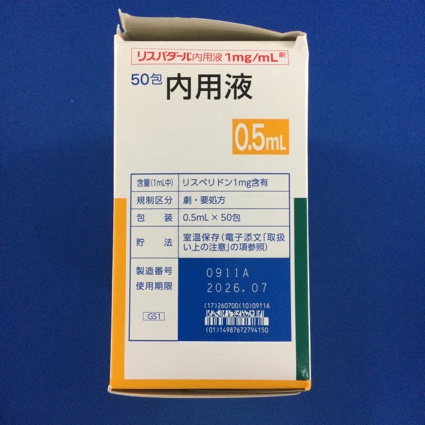 リスパダール内用液1mg/mL 劇
50包 内用液
0.5mL
含量(1mL中) リスペリドン1mg含有
規制区分 劇・要処方
包装 0.5mL×50包
貯法 室温保存(電子添文「取扱
い上の注意」の項参照)
製造番号 0911A
使用期限 2026.07
(17)260700(10)0911A
GS1
(01)14987672794150